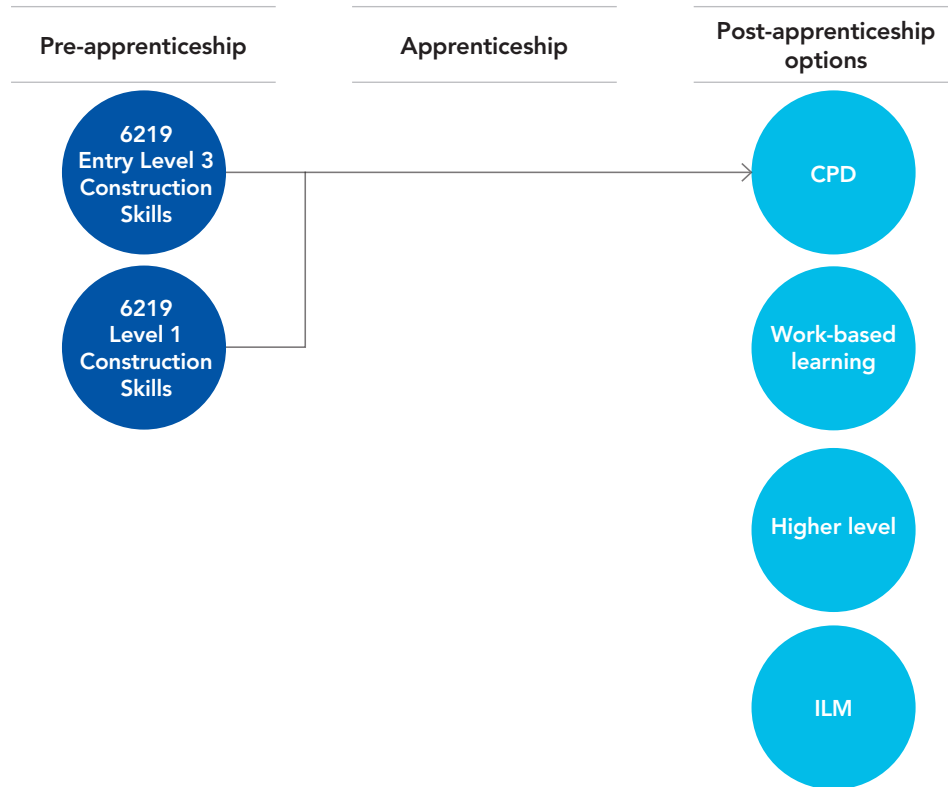 Pre-apprenticeship
Apprenticeship
Post-apprenticeship
options
6219
Entry Level 3
Construction
Skills
CPD
6219
Level 1
Construction
Skills
Work-based
learning
Higher level
ILM